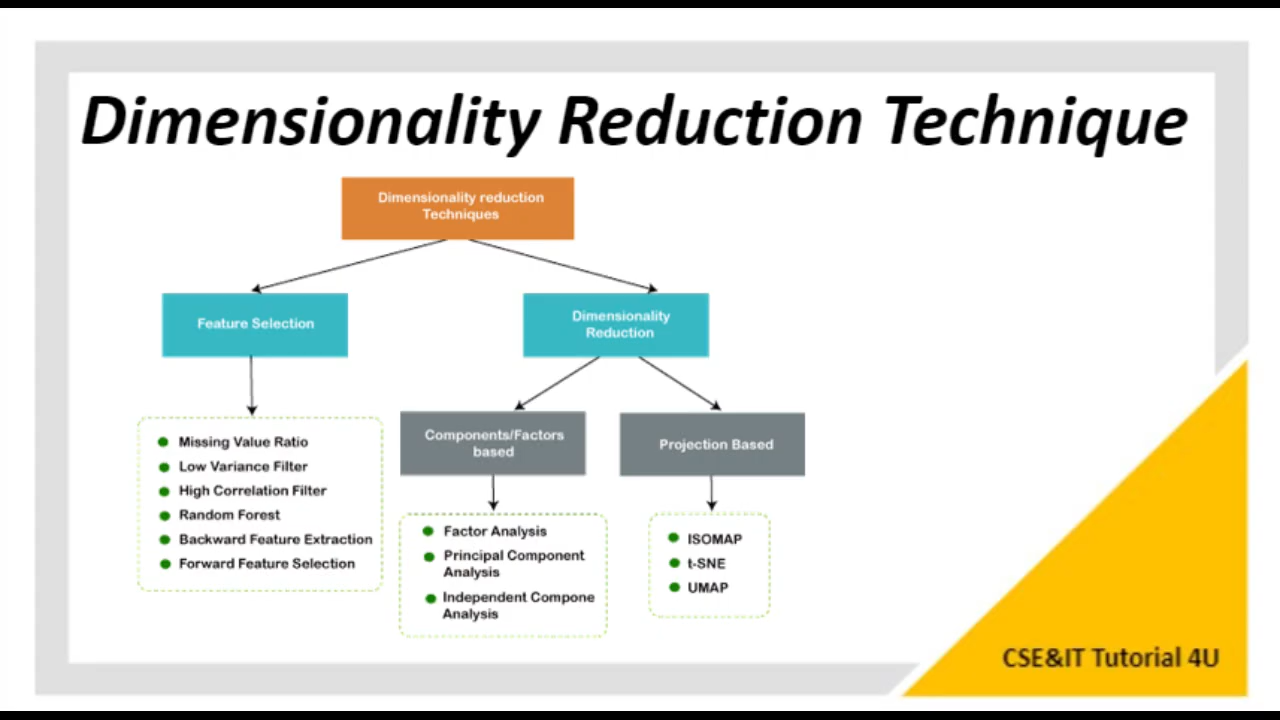 Dimensionality Reduction Technique
Dimensionality reduction
Techniques
Feature Selection
Dimensionality
Reduction
Missing Value Ratio
Low Variance Filter
High Correlation Filter
Random Forest
Backward Feature Extraction
Forward Feature Selection
Components/Factors
based
Factor Analysis
Principal Component
Analysis
Independent Compone
Analysis
Projection Based
ISOMAP
t-SNE
UMAP
CSE&IT Tutorial 4U